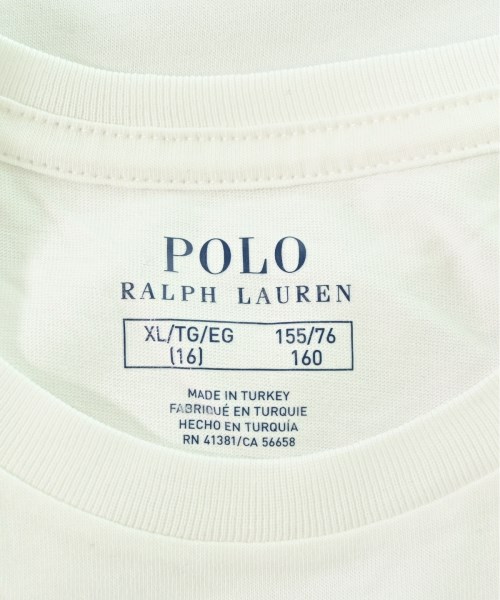 POLO
RALPH LAUREN
XL/TG/EG 155/76
(16) 160
MADE IN TURKEY
FABRIQUÉ EN TURQUIE
HECHO EN TURQUÍA
RN 41381/CA 56658